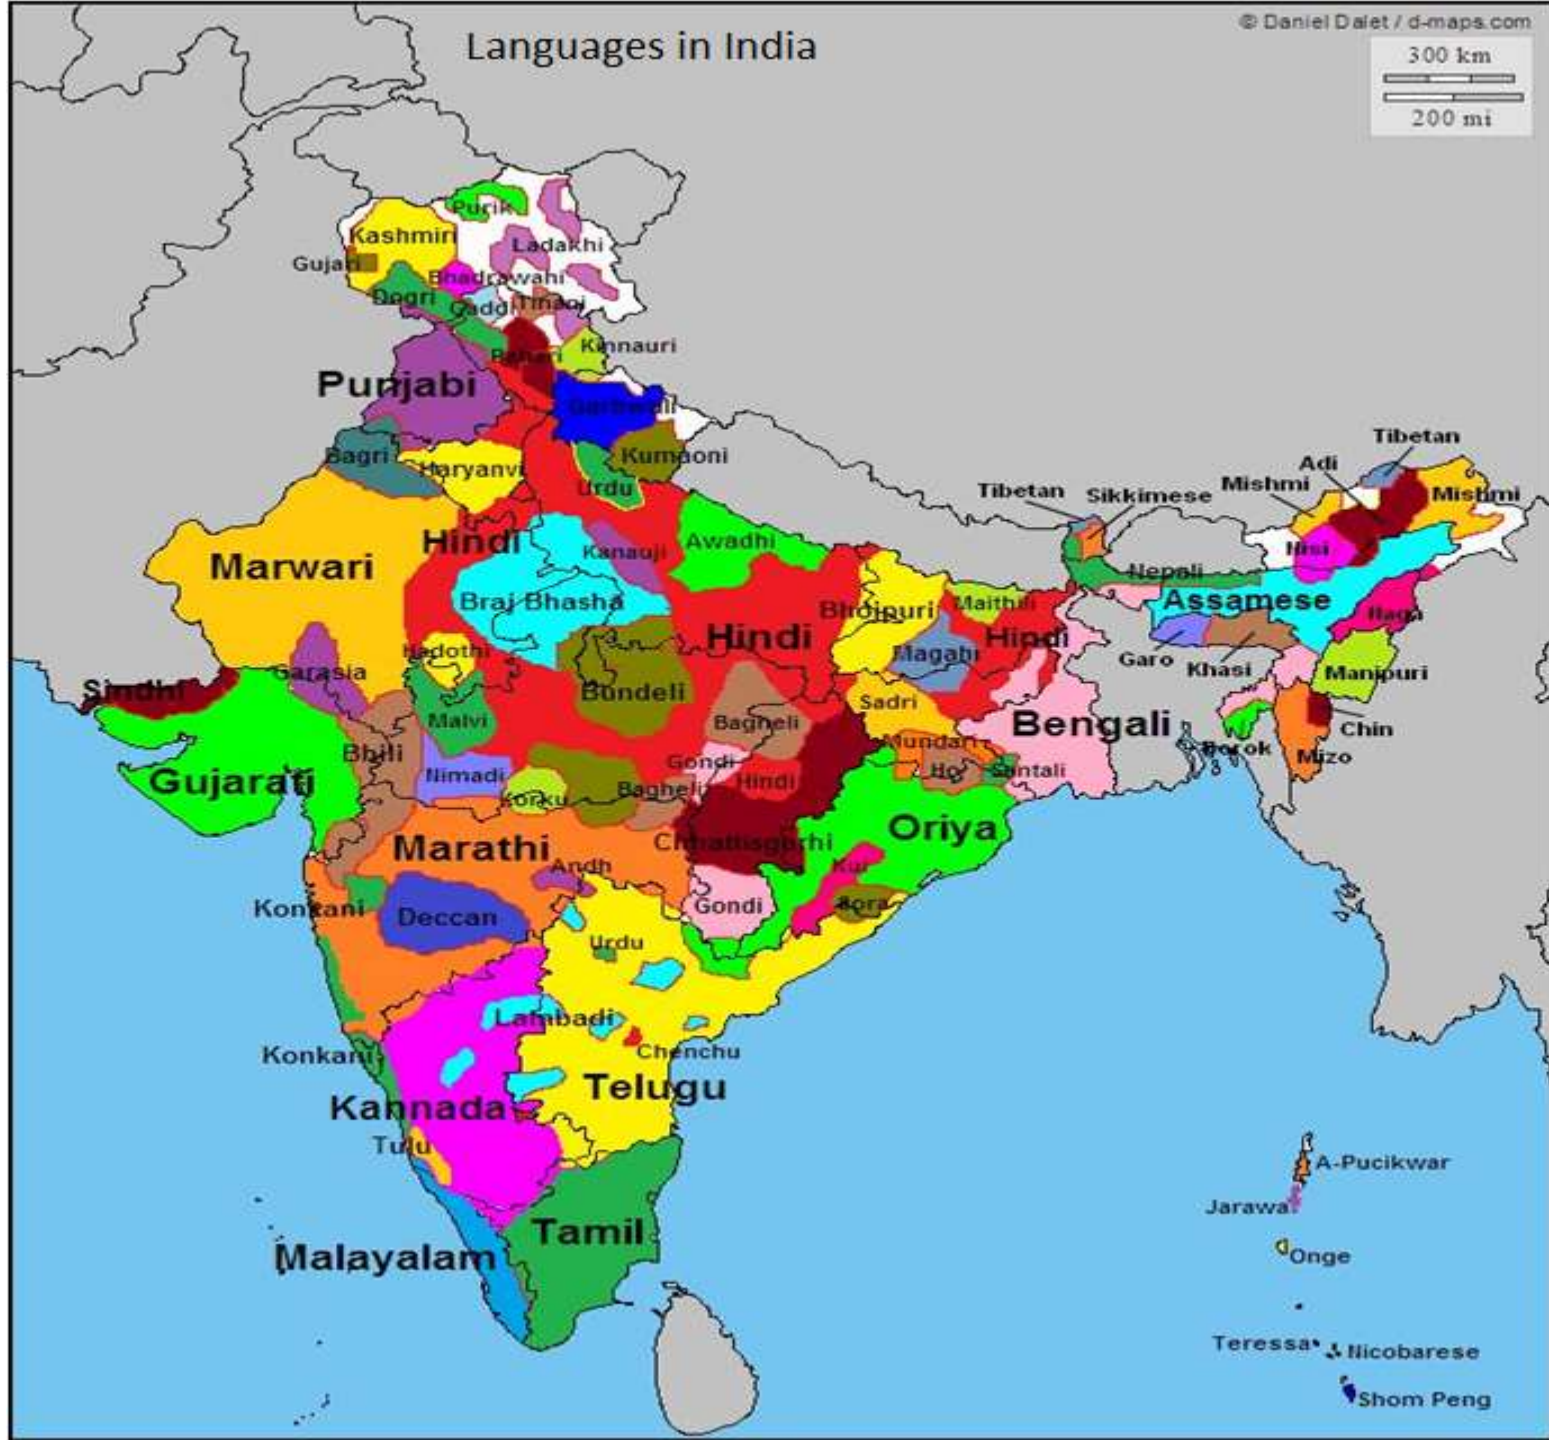 © Daniel Dalet / d-maps.com
Languages in India
300 km
200 mi
Purik
Kashmiri
Ladakhi
Gujari
Bhadrawahi
Dogri
Gaddi
Tinani
Kinnauri
Pahari
Punjabi
Garhwali
Tibetan
Bagri
Haryanvi
Kumaoni
Adi
Urdu
Tibetan
Sikkimese
Mishmi
Mishmi
Hindi
Kanauji
Awadhi
Nisi
Marwari
Nepali
Braj Bhasha
Bhojpuri
Maithili
Assamese
Naga
Hindi
Hindi
Hadothi
Magahi
Garo
Khasi
Manipuri
Garasia
Sindhi
Bundeli
Sadri
Malvi
Bagheli
Bengali
Chin
Mundari
Borok
Mizo
Bhili
Gondi
Nimadi
Ho
Santali
Gujarati
Hindi
Bagheli
Korku
Oriya
Marathi
Chhattisgarhi
Andh
Kui
Konkani
Deccan
Gondi
Sora
Urdu
Lambadi
Konkani
Chenchu
Telugu
Kannada
Tulu
A-Pucikwar
Jarawa
Tamil
Malayalam
Onge
Teressa
Nicobarese
Shom Peng